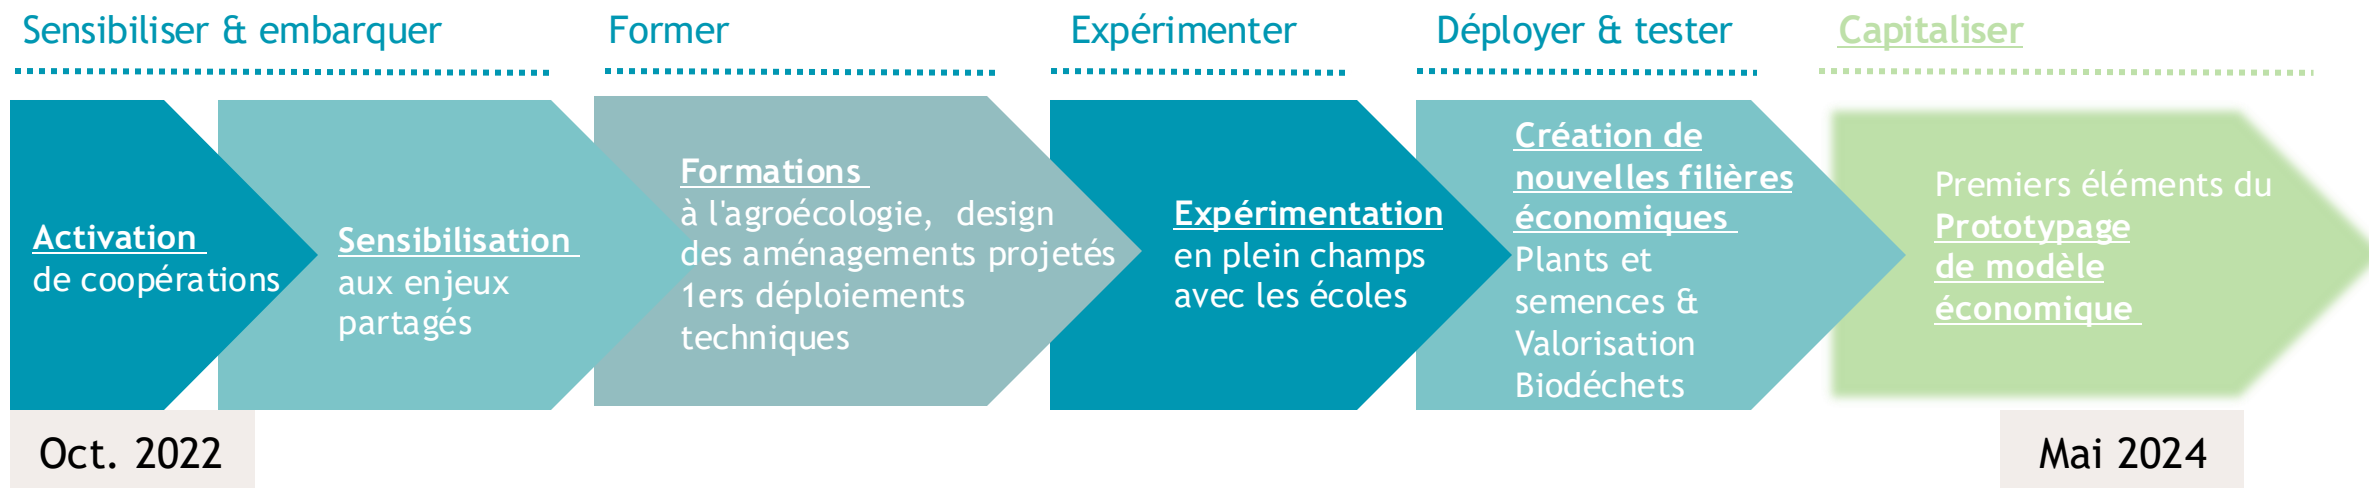 Sensibiliser & embarquer
Former
Expérimenter
Déployer & tester
Capitaliser
Activation
de coopérations
Sensibilisation
aux enjeux
partagés
Formations
à l'agroécologie, design
des aménagements projetés
1ers déploiements
techniques
Expérimentation
en plein champs
avec les écoles
Création de
nouvelles filières
économiques
Plants et
semences &
Valorisation
Biodéchets
Premiers éléments du
Prototypage
de modèle
économique
Oct. 2022
Mai 2024